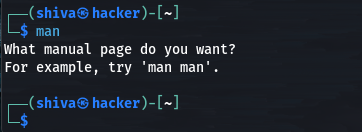 ┌──(shiva㉿hacker)-[~]
└─$ man
What manual page do you want?
For example, try 'man man'.
┌──(shiva㉿hacker)-[~]
└─$